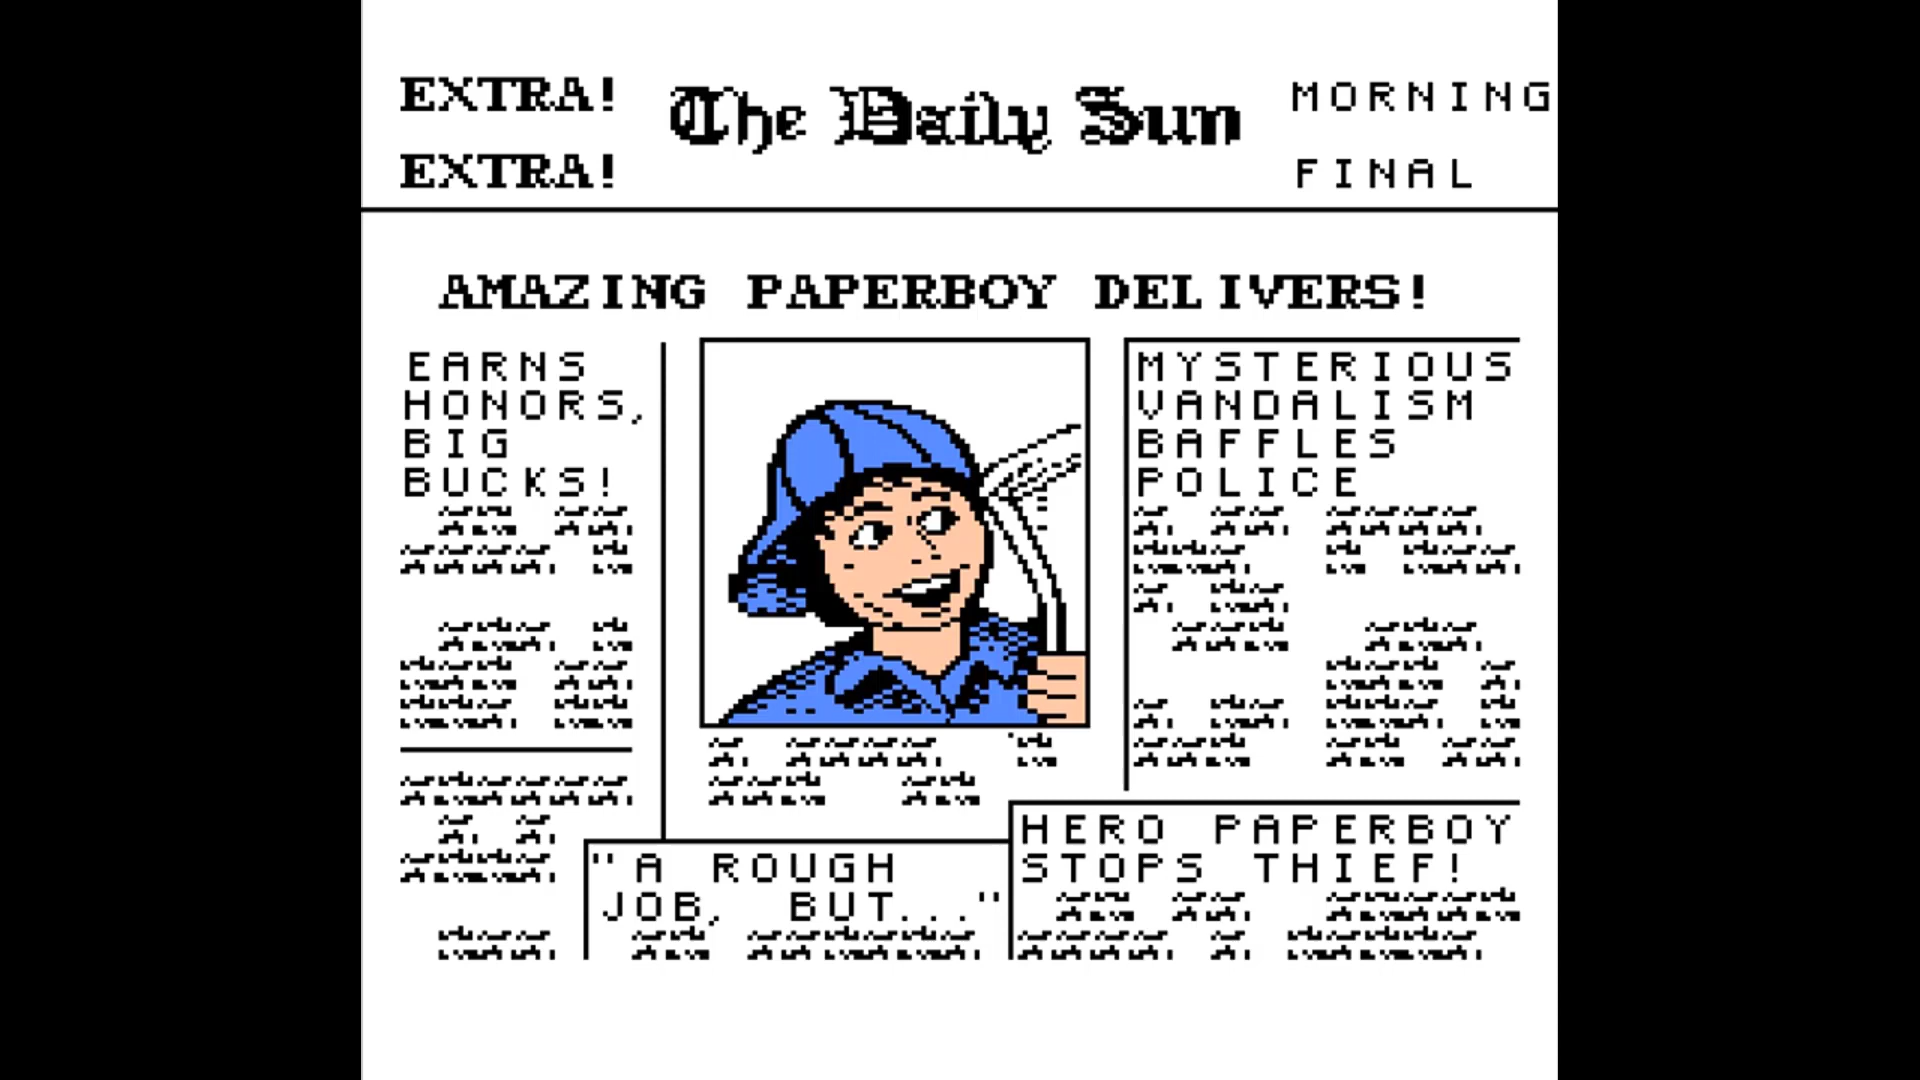 EXTRA!
EXTRA!
The Daily Sun
MORNING
FINAL
AMAZING PAPERBOY DELIVERS!
EARNS
HONORS,
BIG
BUCKS!
MYSTERIOUS
VANDALISM
BAFFLES
POLICE
"A ROUGH
JOB, BUT..."
HERO PAPERBOY
STOPS THIEF!